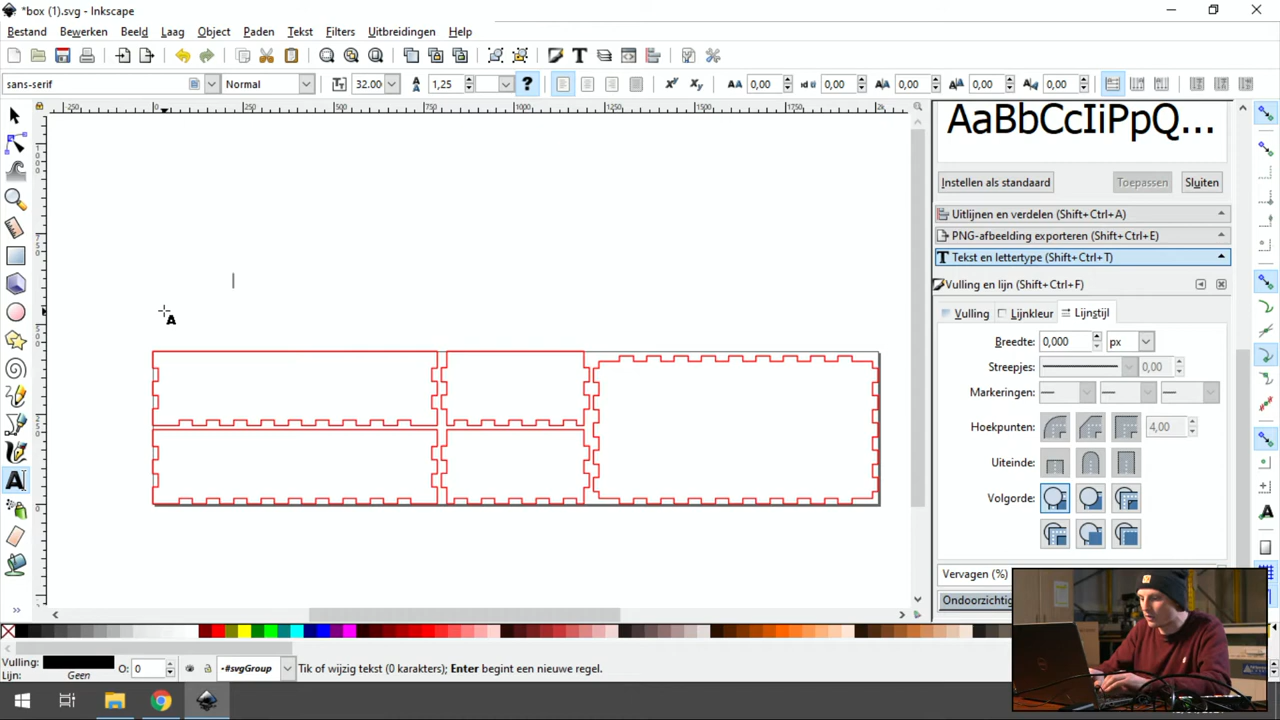 *box (1).svg - Inkscape
Bestand Bewerken Beeld Laag Object Paden Tekst Filters Uitbreidingen Help
sans-serif Normal 32.00 1,25 ? 0,00 0,00 0,00 0,00 0,00
AaBbCcIiPpQ...
Instellen als standaard Toepassen Sluiten
Uitlijnen en verdelen (Shift+Ctrl+A)
PNG-afbeelding exporteren (Shift+Ctrl+E)
Tekst en lettertype (Shift+Ctrl+T)
Vulling en lijn (Shift+Ctrl+F)
Vulling Lijnkleur Lijnstijl
Breedte: 0,000 px
Streepjes: 0,00
Markeringen:
Hoekpunten: 4,00
Uiteinde:
Volgorde:
Vervagen (%)
Ondoorzichtig
Vulling: O: 0 #svgGroup Tik of wijzig tekst (0 karakters); Enter begint een nieuwe regel.
Lijn: Geen